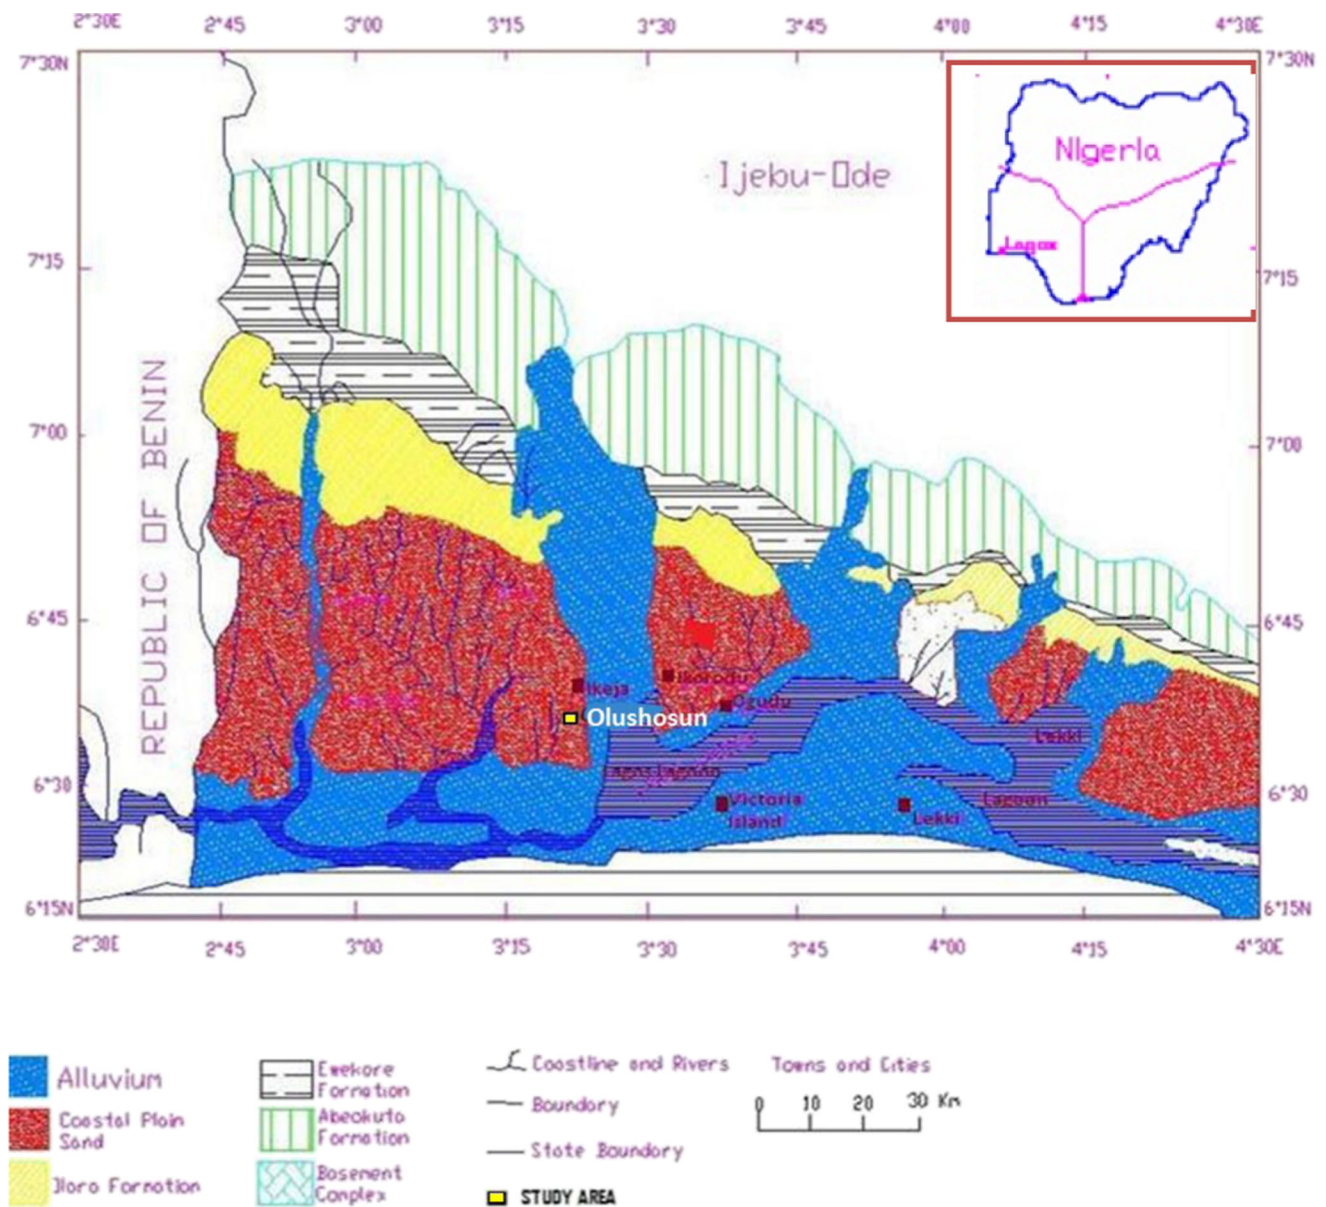 2°30E 2°45 3°00 3°15 3°30 3°45 4°00 4°15 4°30E
7°30N 7°30N
NIgeria
Ijebu-Ode
Lagos
7°15 7°15
REPUBLIC OF BENIN
7°00 7°00
6°45 6°45
Ikorodu
Ikeja
Ogudu
Olushosun
Lekki
Lagos Lagoon
6°30 6°30
Victoria
Island
Lagoon
Lekki
6°15N 6°15N
2°30E 2°45 3°00 3°15 3°30 3°45 4°00 4°15 4°30E
Alluvium
Coastal Plain
Sand
Iloro Formation
Ewekore
Formation
Abeokuta
Formation
Basement
Complex
Coastline and Rivers
Boundary
State Boundary
STUDY AREA
Towns and Cities
0 10 20 30 Km